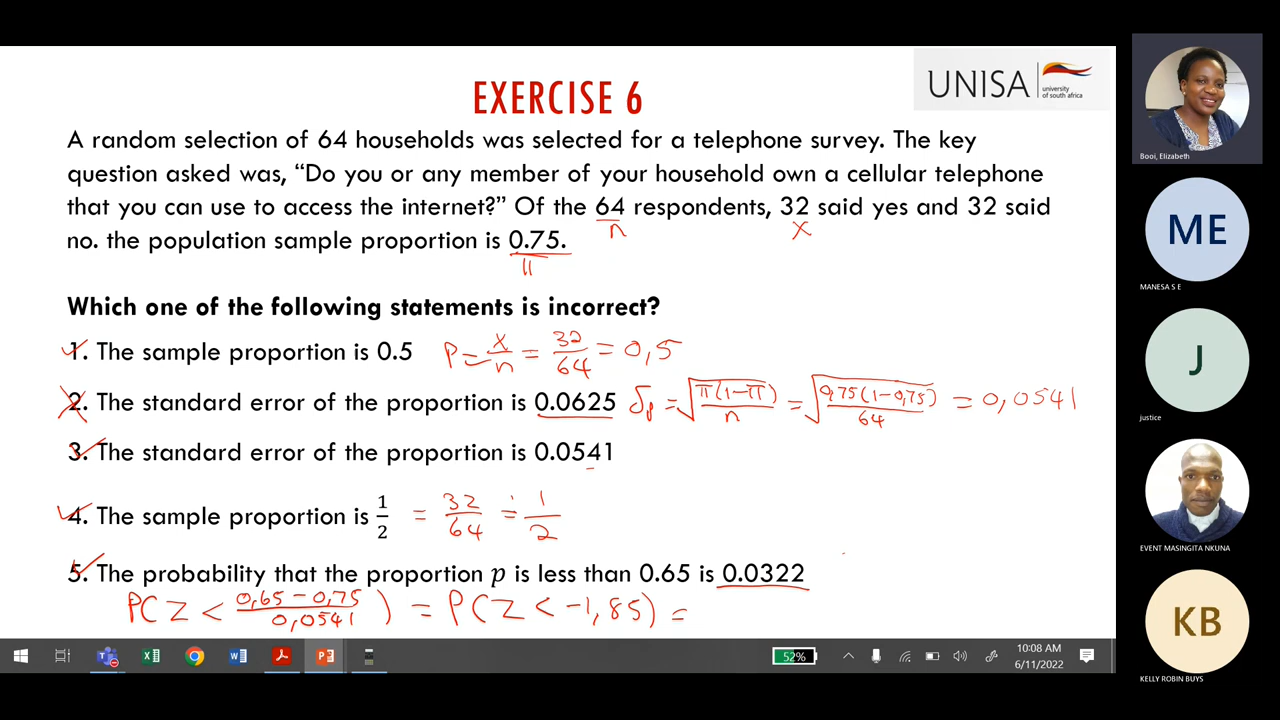 EXERCISE 6
UNISA
university
of south africa
A random selection of 64 households was selected for a telephone survey. The key
question asked was, “Do you or any member of your household own a cellular telephone
that you can use to access the internet?” Of the 64 respondents, 32 said yes and 32 said
n x
no. the population sample proportion is 0.75.
π
Which one of the following statements is incorrect?
1. The sample proportion is 0.5 P = x/n = 32/64 = 0,5
2. The standard error of the proportion is 0.0625 σp = √(π(1-π)/n) = √(0,75(1-0,75)/64) = 0,0541
3. The standard error of the proportion is 0.0541
4. The sample proportion is 1/2 = 32/64 ÷ 1/2
5. The probability that the proportion p is less than 0.65 is 0.0322
P(Z < (0,65-0,75)/0,0541) = P(Z < -1,85) =
Booi, Elizabeth
ME
MANESA S E
J
justice
EVENT MASINGITA NKUNA
KB
KELLY ROBIN BUYS
52%
10:08 AM
6/11/2022